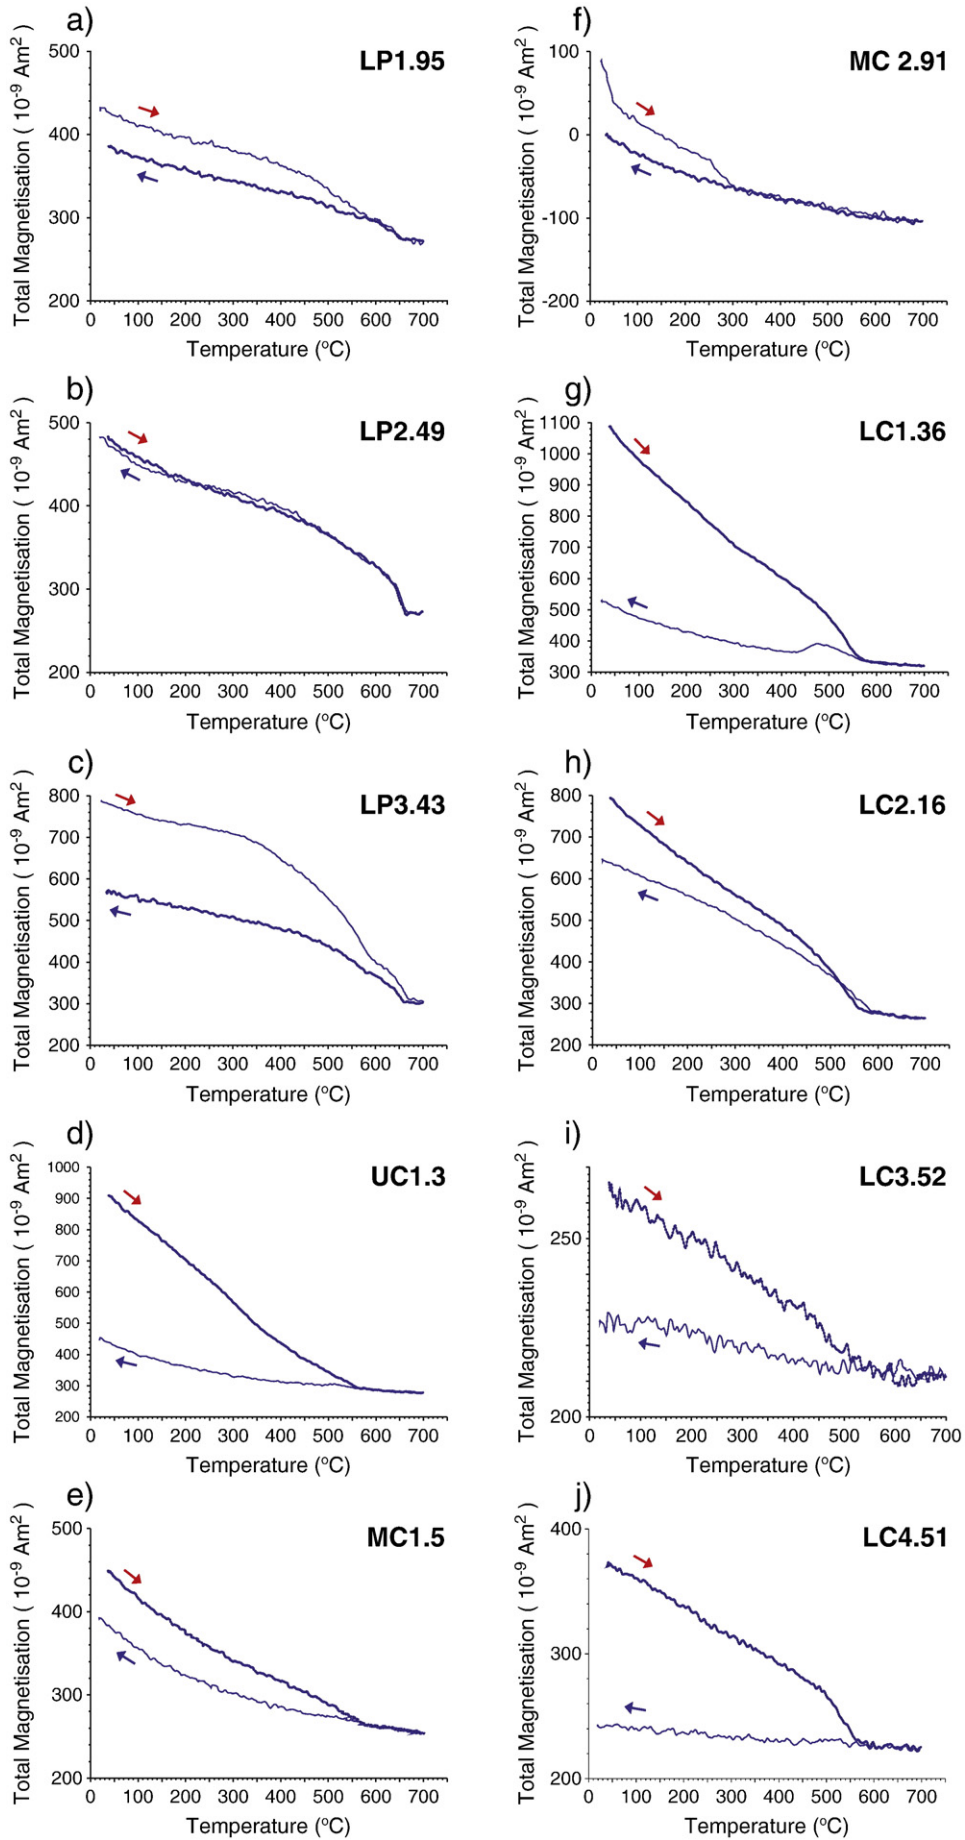 a)
LP1.95
Total Magnetisation ( 10-9 Am2 )
500
400
300
200
0 100 200 300 400 500 600 700
Temperature (oC)
f)
MC 2.91
Total Magnetisation ( 10-9 Am2 )
100
0
-100
-200
0 100 200 300 400 500 600 700
Temperature (oC)
b)
LP2.49
Total Magnetisation ( 10-9 Am2 )
500
400
300
200
0 100 200 300 400 500 600 700
Temperature (oC)
g)
LC1.36
Total Magnetisation ( 10-9 Am2 )
1100
1000
900
800
700
600
500
400
300
0 100 200 300 400 500 600 700
Temperature (oC)
c)
LP3.43
Total Magnetisation ( 10-9 Am2 )
800
700
600
500
400
300
200
0 100 200 300 400 500 600 700
Temperature (oC)
h)
LC2.16
Total Magnetisation ( 10-9 Am2 )
800
700
600
500
400
300
200
0 100 200 300 400 500 600 700
Temperature (oC)
d)
UC1.3
Total Magnetisation ( 10-9 Am2 )
1000
900
800
700
600
500
400
300
200
0 100 200 300 400 500 600 700
Temperature (oC)
i)
LC3.52
Total Magnetisation ( 10-9 Am2 )
250
200
0 100 200 300 400 500 600 700
Temperature (oC)
e)
MC1.5
Total Magnetisation ( 10-9 Am2 )
500
400
300
200
0 100 200 300 400 500 600 700
Temperature (oC)
j)
LC4.51
Total Magnetisation ( 10-9 Am2 )
400
300
200
0 100 200 300 400 500 600 700
Temperature (oC)